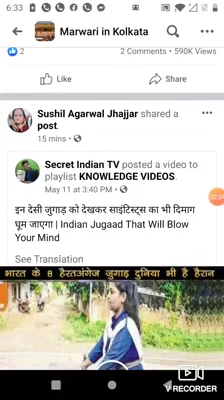 6:33
Marwari in Kolkata
2
2 Comments • 590K Views
Like
Share
Sushil Agarwal Jhajjar shared a
post.
15 mins •
Secret Indian TV posted a video to
playlist KNOWLEDGE VIDEOS.
May 11 at 3:40 PM •
इन देसी जुगाड़ को देखकर साइंटिस्ट्स का भी दिमाग
घूम जाएगा | Indian Jugaad That Will Blow
Your Mind
See Translation
भारत के 8 हैरतअंगेज जुगाड़ दुनिया भी है हैरान
RECORDER